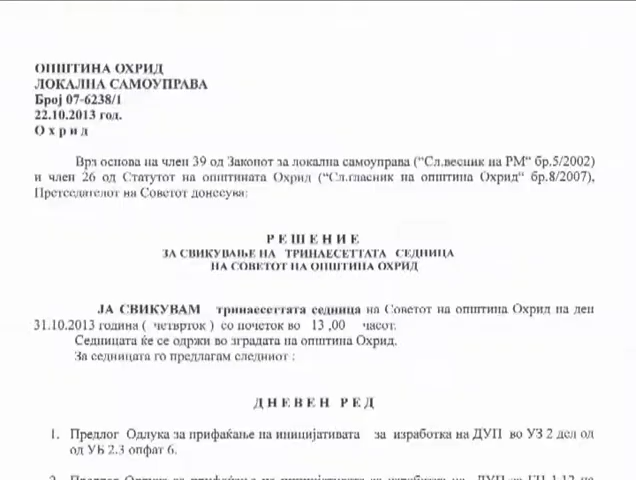 ОПШТИНА ОХРИД
ЛОКАЛНА САМОУПРАВА
Број 07-6238/1
22.10.2013 год.
О х р и д
Врз основа на член 39 од Законот за локална самоуправа ("Сл.весник на РМ" бр.5/2002)
и член 26 од Статутот на општината Охрид ("Сл.гласник на општина Охрид" бр.8/2007),
Претседателот на Советот донесува:
Р Е Ш Е Н И Е
ЗА СВИКУВАЊЕ НА ТРИНАЕСЕТТАТА СЕДНИЦА
НА СОВЕТОТ НА ОПШТИНА ОХРИД
ЈА СВИКУВАМ тринаесеттата седница на Советот на општина Охрид на ден
31.10.2013 година ( четврток ) со почеток во 13 ,00 часот.
Седницата ќе се одржи во зградата на општина Охрид.
За седницата го предлагам следниот :
Д Н Е В Е Н Р Е Д
1. Предлог Одлука за прифаќање на иницијативата за изработка на ДУП во УЗ 2 дел од
од УБ 2.3 опфат 6.